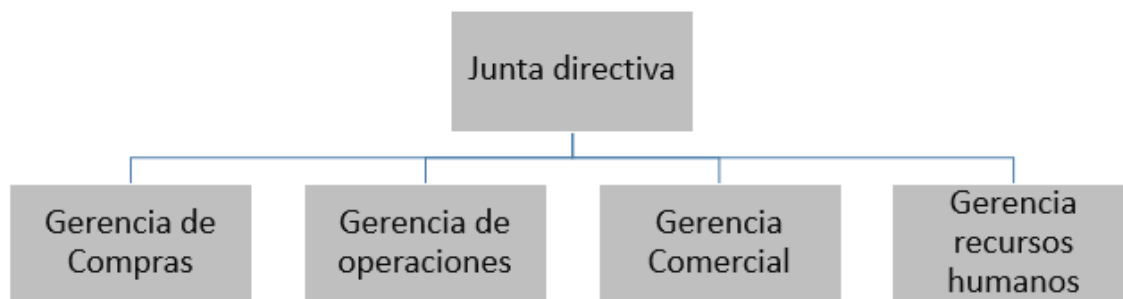 Junta directiva
Gerencia de
Compras
Gerencia de
operaciones
Gerencia
Comercial
Gerencia
recursos
humanos